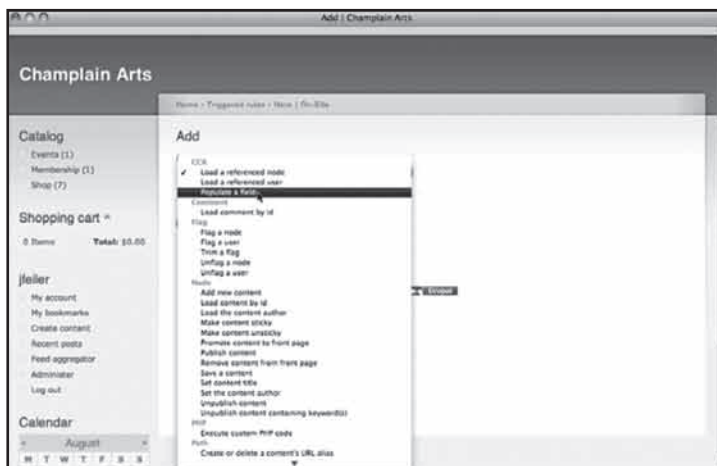 Add | Champlain Arts
Champlain Arts
Catalog
Events (1)
Membership (1)
Shop (7)
Shopping cart
0 Items Total: $0.00
jfeiler
My account
My bookmarks
Create content
Recent posts
Feed aggregator
Administer
Log out
Calendar
« August »
M T W T F S S
Home › Triggered rules ›
Add
CCK
✓ Load a referenced node
Load a referenced user
Populate a field
Comment
Load comment by id
Flag
Flag a node
Flag a user
Trim a flag
Unflag a node
Unflag a user
Node
Add new content
Load content by id
Load the content author
Make content sticky
Make content unsticky
Promote content to front page
Publish content
Remove content from front page
Save a content
Set content title
Set the content author
Unpublish content
Unpublish content containing keyword(s)
PHP
Execute custom PHP code
Path
Create or delete a content's URL alias
Drupal